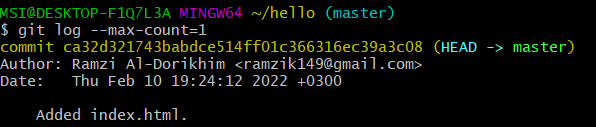 MSI@DESKTOP-F1Q7L3A MINGW64 ~/hello (master)
$ git log --max-count=1
commit ca32d321743babdce514ff01c366316ec39a3c08 (HEAD -> master)
Author: Ramzi Al-Dorikhim <ramzik149@gmail.com>
Date:   Thu Feb 10 19:24:12 2022 +0300
    Added index.html.